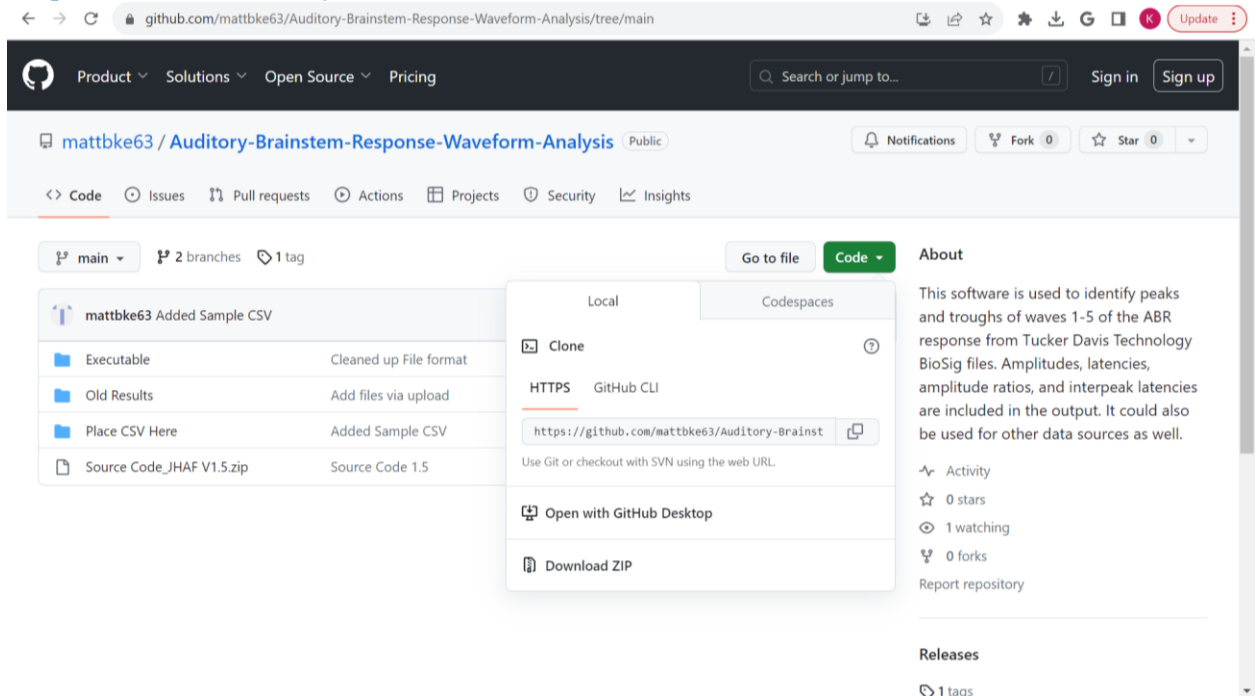 github.com/mattbke63/Auditory-Brainstem-Response-Waveform-Analysis/tree/main
K
Update
Product
Solutions
Open Source
Pricing
Search or jump to...
/
Sign in
Sign up
mattbke63 / Auditory-Brainstem-Response-Waveform-Analysis
Public
Notifications
Fork 0
Star 0
Code
Issues
Pull requests
Actions
Projects
Security
Insights
main
2 branches
1 tag
Go to file
Code
mattbke63 Added Sample CSV
Executable
Cleaned up File format
Old Results
Add files via upload
Place CSV Here
Added Sample CSV
Source Code_JHAF V1.5.zip
Source Code 1.5
Local
Codespaces
Clone
HTTPS
GitHub CLI
https://github.com/mattbke63/Auditory-Brainst
Use Git or checkout with SVN using the web URL.
Open with GitHub Desktop
Download ZIP
About
This software is used to identify peaks
and troughs of waves 1-5 of the ABR
response from Tucker Davis Technology
BioSig files. Amplitudes, latencies,
amplitude ratios, and interpeak latencies
are included in the output. It could also
be used for other data sources as well.
Activity
0 stars
1 watching
0 forks
Report repository
Releases
1 tags